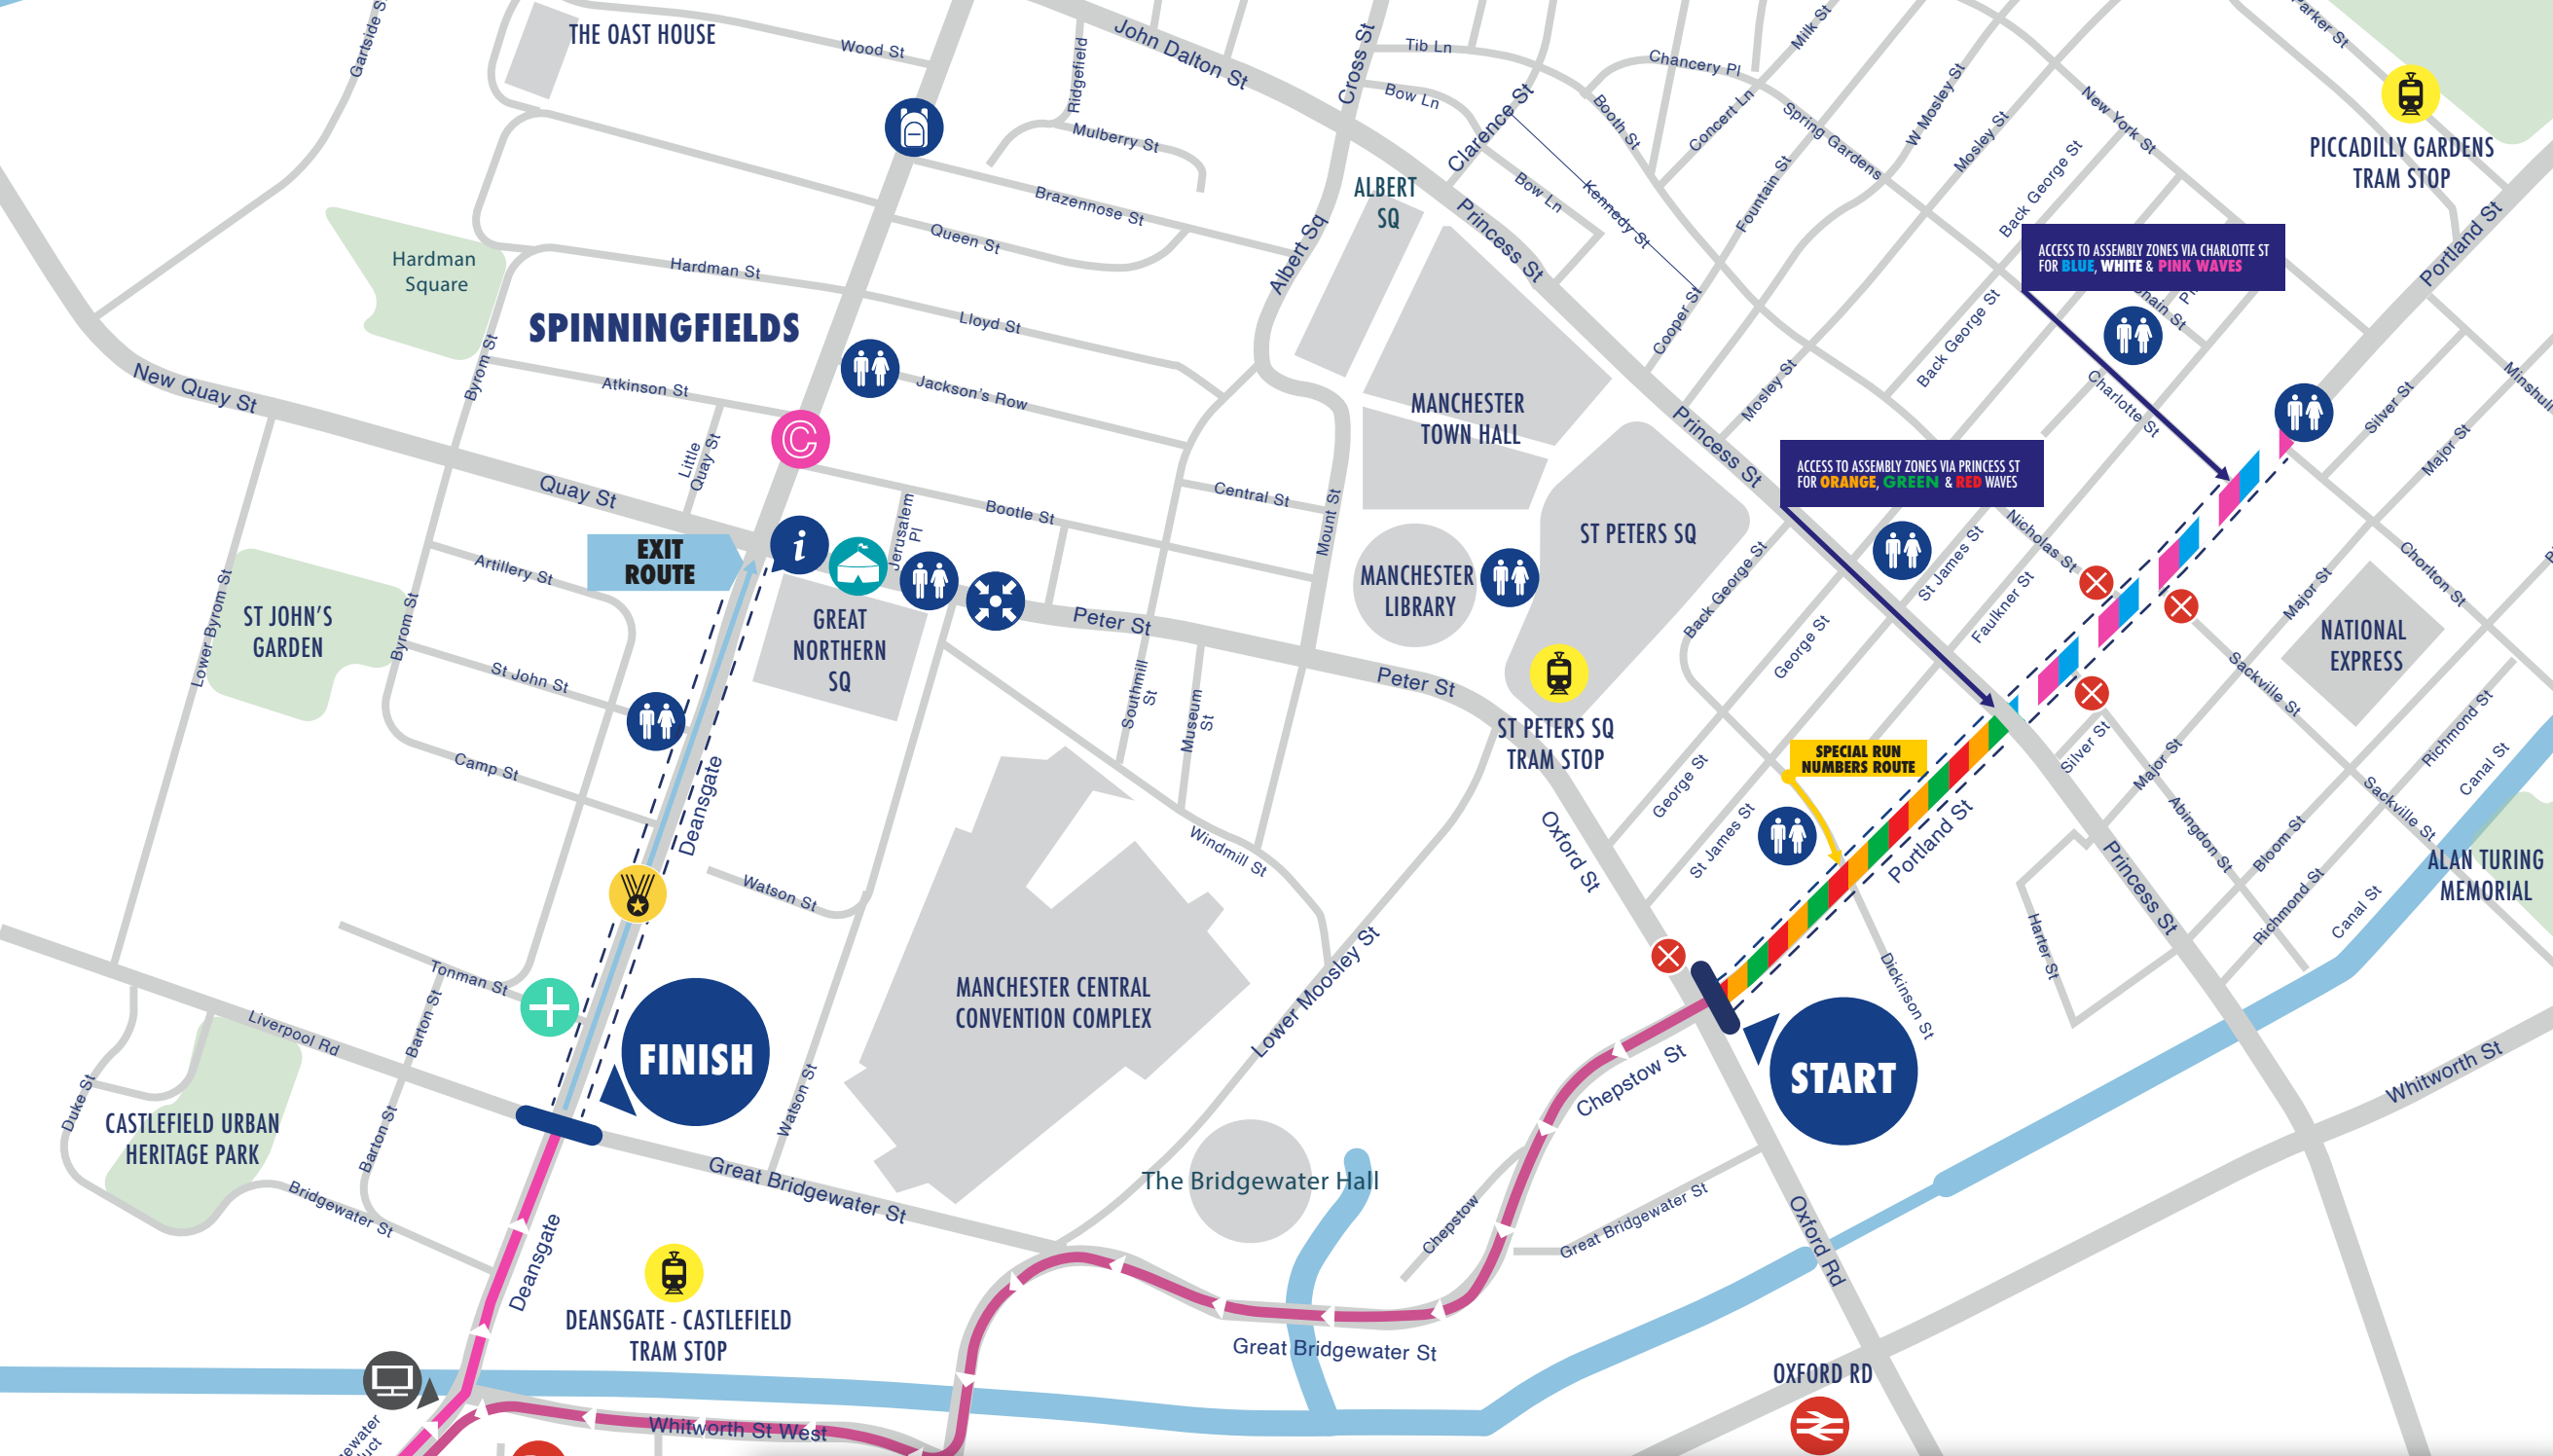 THE OAST HOUSE
Gartside S
Wood St
Ridgefield
John Dalton St
Cross St
Tib Ln
Bow Ln
Clarence St
Chancery Pl
Milk St
Booth St
Concert Ln
Spring Gardens
W Mosley St
Mosley St
New York St
Parker St
PICCADILLY GARDENS
TRAM STOP
Mulberry St
Brazennose St
Queen St
Albert Sq
ALBERT
SQ
Princess St
Bow Ln
Kennedy St
Fountain St
Back George St
Portland St
ACCESS TO ASSEMBLY ZONES VIA CHARLOTTE ST
FOR BLUE, WHITE & PINK WAVES
Hardman
Square
Hardman St
SPINNINGFIELDS
Lloyd St
Cooper St
Back George St
Charlotte St
Minshull
New Quay St
Byrom St
Atkinson St
Jackson's Row
MANCHESTER
TOWN HALL
Mosley St
Princess St
Silver St
Major St
Little
Quay St
Quay St
Bootle St
Central St
Mount St
ACCESS TO ASSEMBLY ZONES VIA PRINCESS ST
FOR ORANGE, GREEN & RED WAVES
ST PETERS SQ
Nicholas St
Chorlton St
EXIT
ROUTE
i
Jerusalem
Pl
C
Artillery St
MANCHESTER
LIBRARY
Back George St
St James St
Faulkner St
Major St
NATIONAL
EXPRESS
Lower Byrom St
ST JOHN'S
GARDEN
Byrom St
GREAT
NORTHERN
SQ
Peter St
Peter St
George St
Sackville St
St John St
Southmill
St
Museum
St
ST PETERS SQ
TRAM STOP
Richmond St
Canal St
Camp St
Deansgate
SPECIAL RUN
NUMBERS ROUTE
Silver St
Major St
George St
St James St
Portland St
Sackville St
Windmill St
Oxford St
Abingdon St
Bloom St
ALAN TURING
MEMORIAL
Watson St
Princess St
Richmond St
Canal St
Tonman St
Barton St
MANCHESTER CENTRAL
CONVENTION COMPLEX
Lower Moosley St
Dickinson St
Harter St
Liverpool Rd
FINISH
START
Chepstow St
Whitworth St
Duke St
CASTLEFIELD URBAN
HERITAGE PARK
Barton St
Watson St
Great Bridgewater St
The Bridgewater Hall
Chepstow
Great Bridgewater St
Oxford Rd
Bridgewater St
Deansgate
DEANSGATE - CASTLEFIELD
TRAM STOP
Great Bridgewater St
OXFORD RD
Whitworth St West